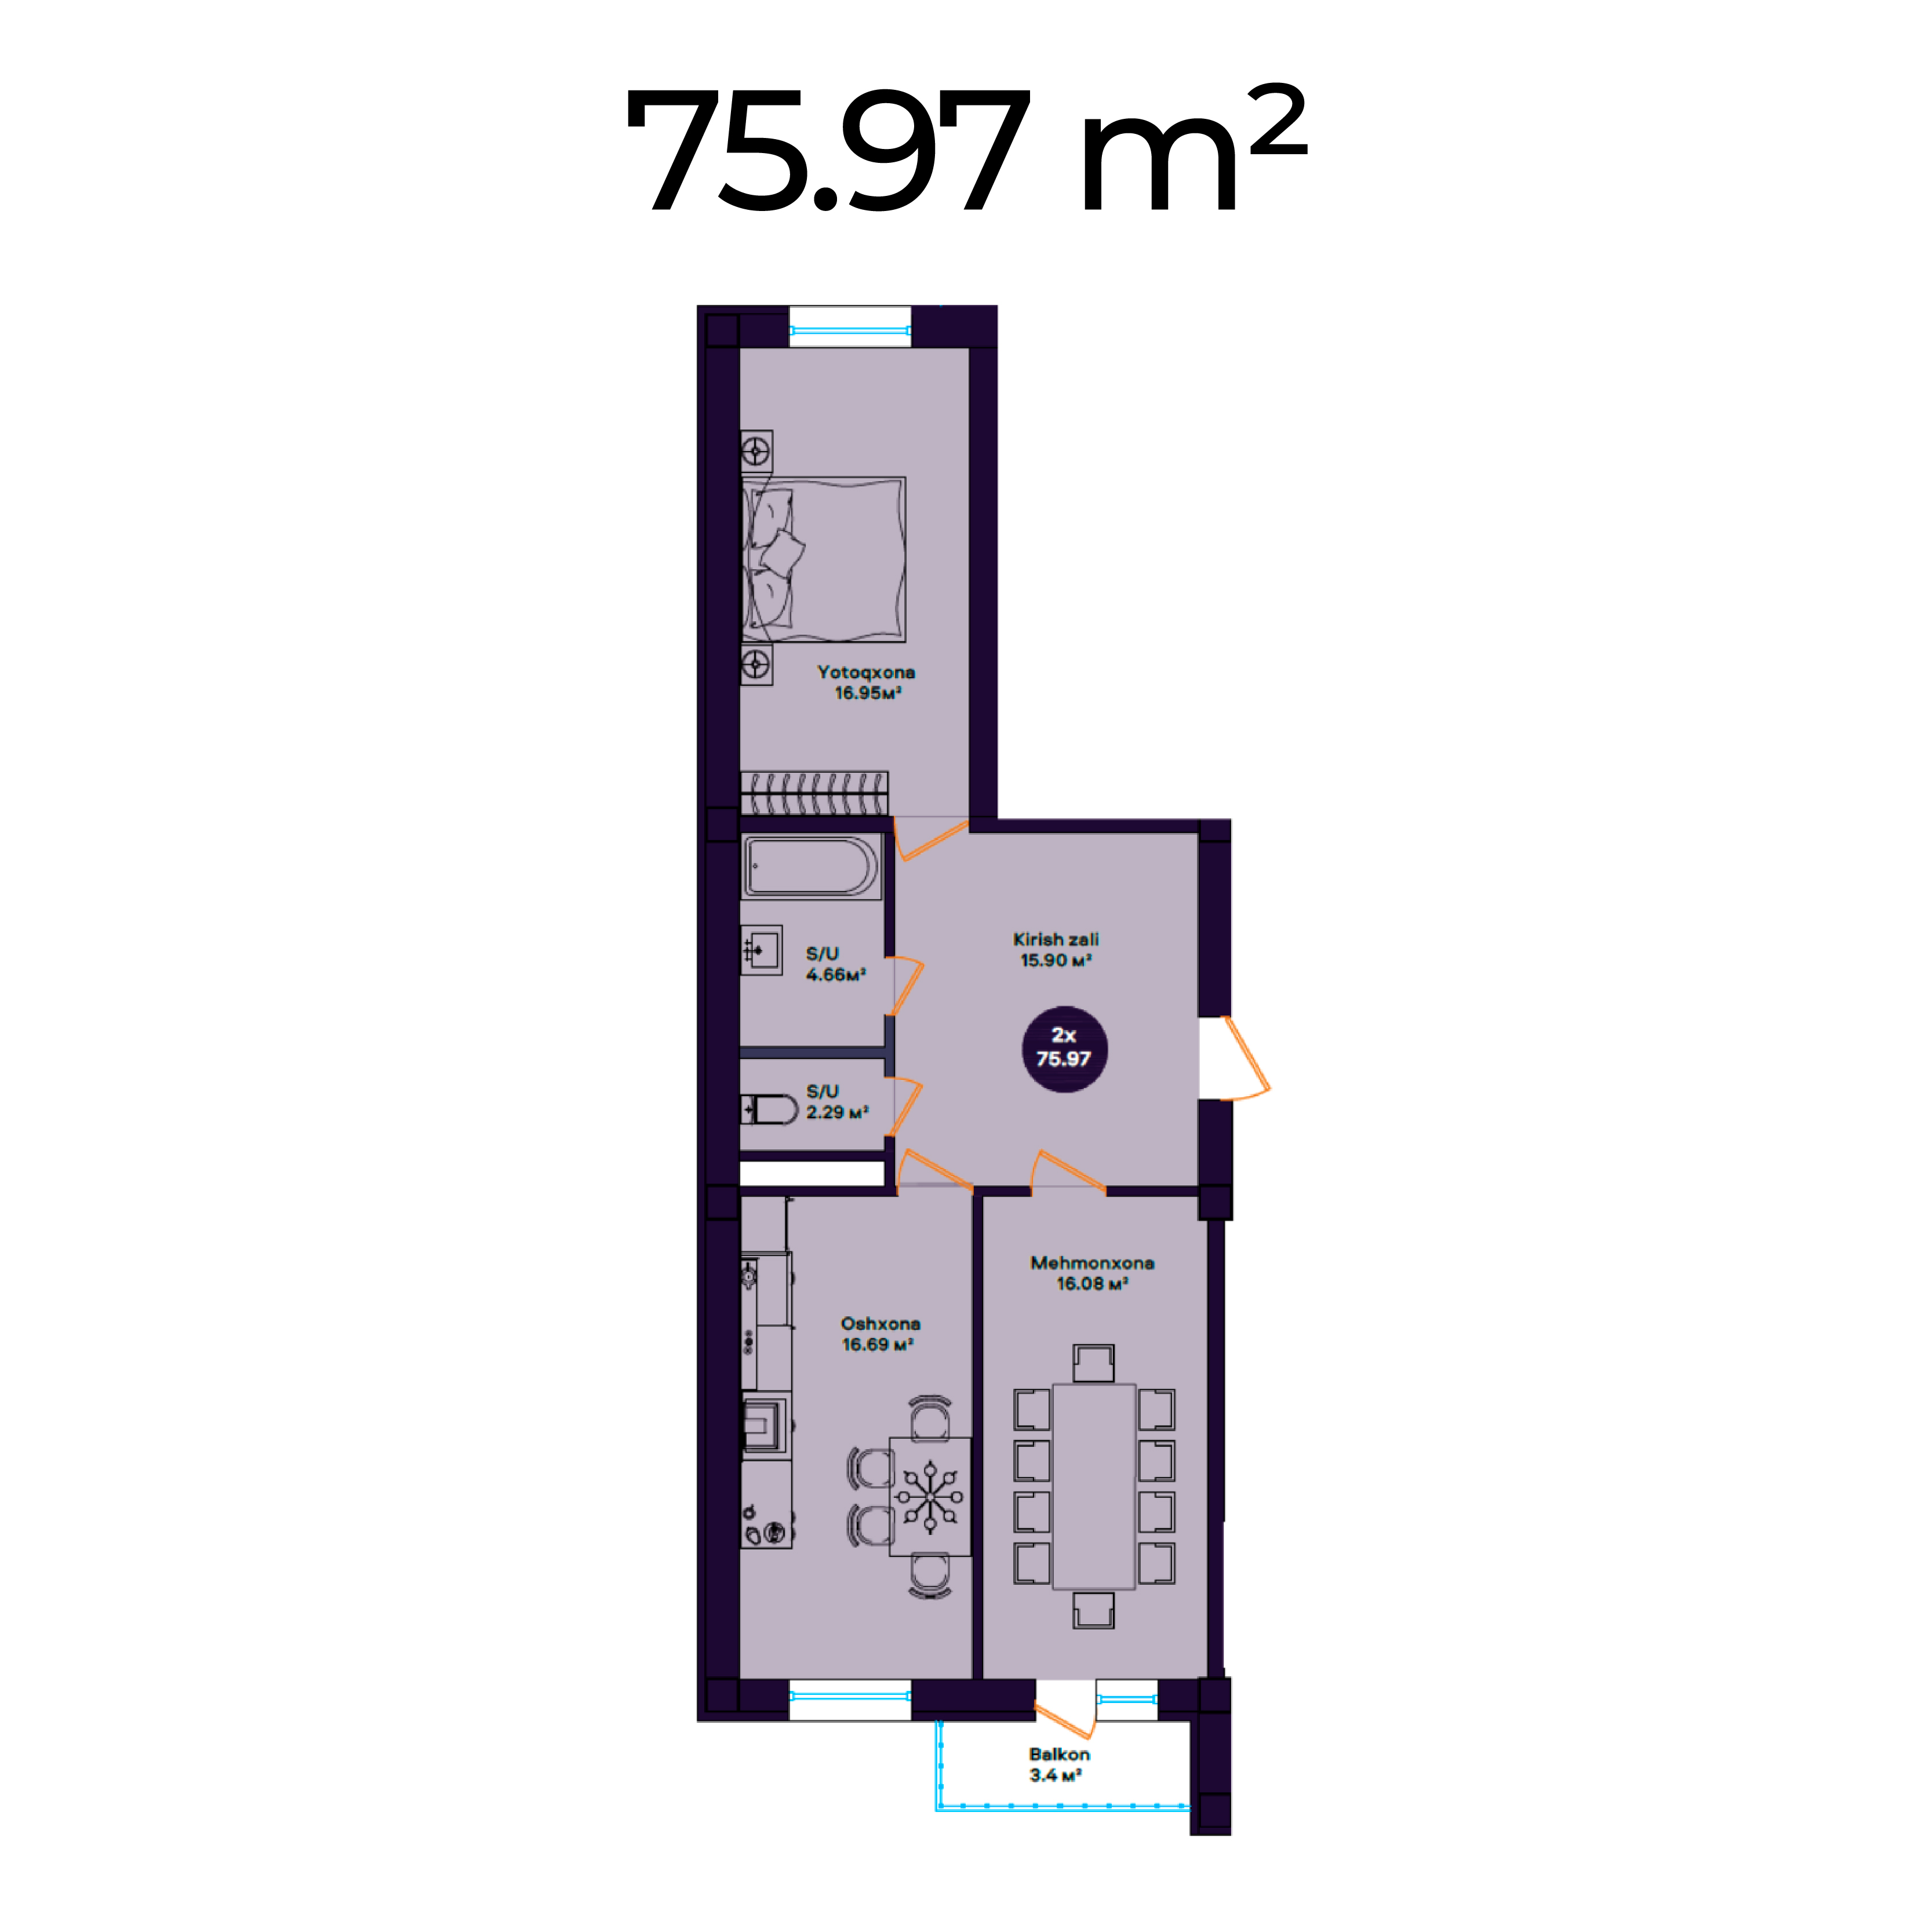 75.97 m²
Yotoqxona
16.95м²
Kirish zali
15.90 м²
S/U
4.66м²
2x
75.97
S/U
2.29 м²
Mehmonxona
16.08 м²
Oshxona
16.69 м²
Balkon
3.4 м²